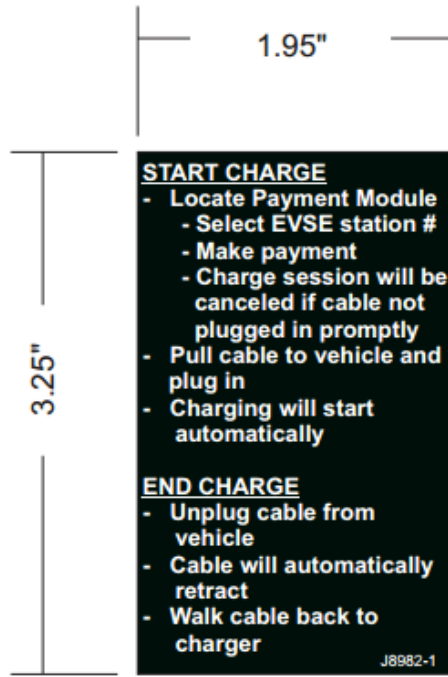 1.95"
3.25"
START CHARGE
- Locate Payment Module
- Select EVSE station #
- Make payment
- Charge session will be
canceled if cable not
plugged in promptly
- Pull cable to vehicle and
plug in
- Charging will start
automatically
END CHARGE
- Unplug cable from
vehicle
- Cable will automatically
retract
- Walk cable back to
charger
J8982-1